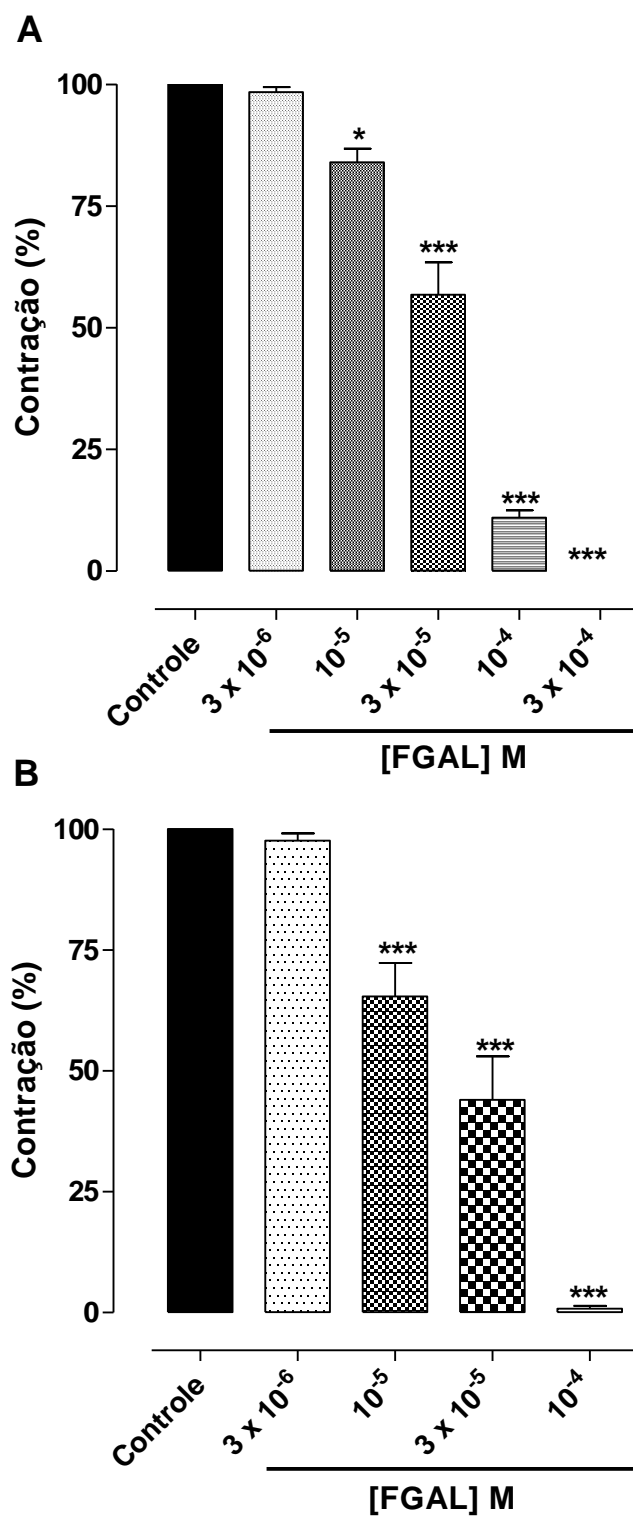 A
Contração (%)
100
75
50
25
0
*
***
***
***
Controle
3 x 10⁻⁶
10⁻⁵
3 x 10⁻⁵
10⁻⁴
3 x 10⁻⁴
[FGAL] M
B
Contração (%)
100
75
50
25
0
***
***
***
Controle
3 x 10⁻⁶
10⁻⁵
3 x 10⁻⁵
10⁻⁴
[FGAL] M